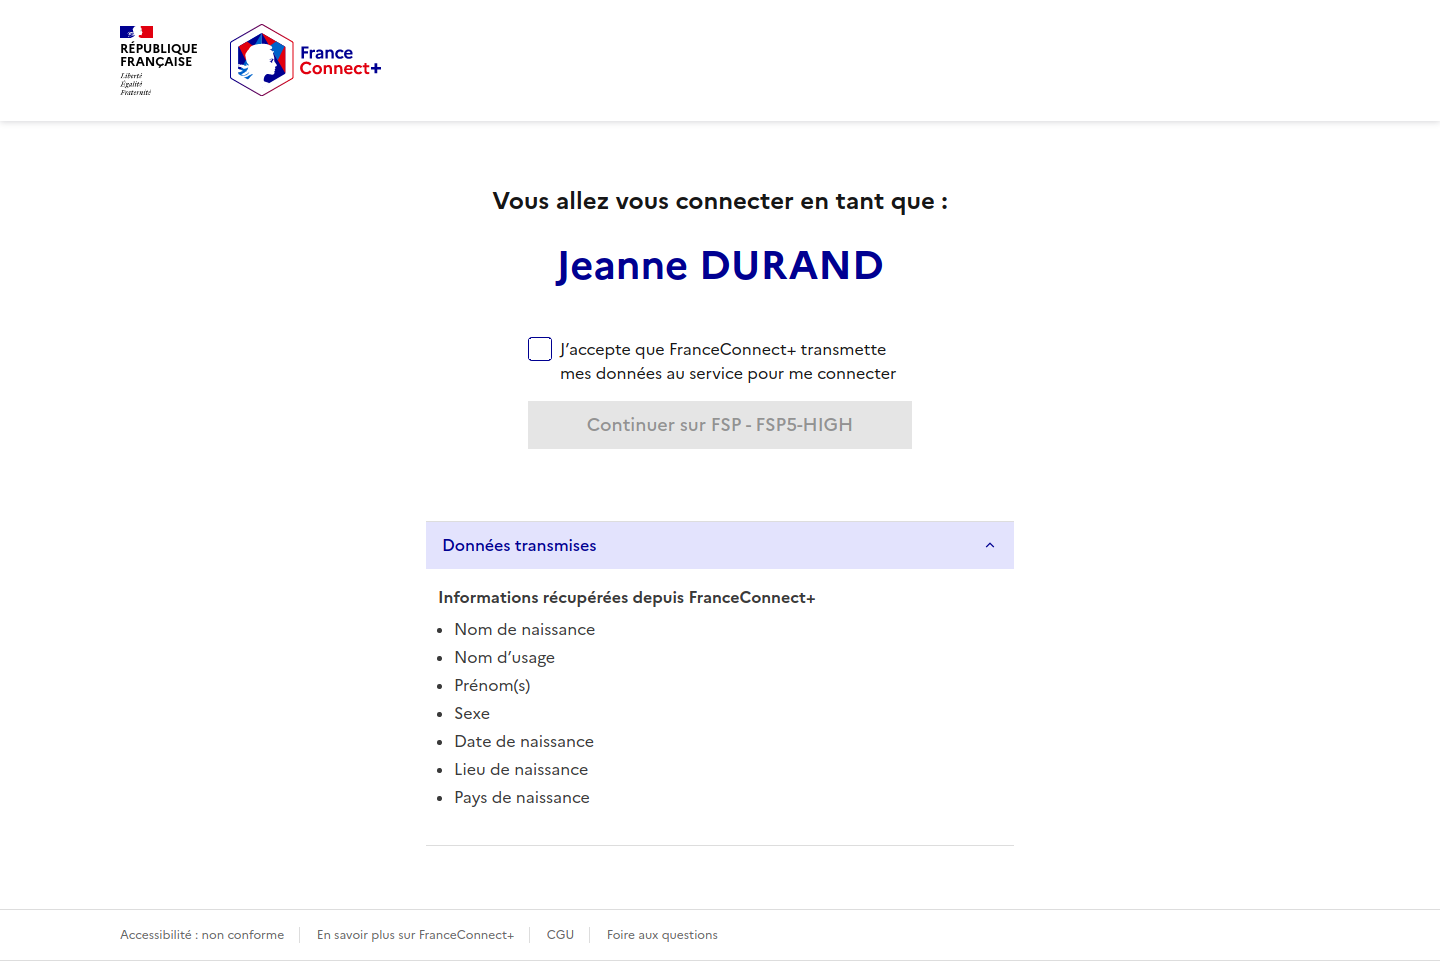 RÉPUBLIQUE
FRANÇAISE
Liberté
Égalité
Fraternité
France
Connect+
Vous allez vous connecter en tant que :
Jeanne DURAND
J’accepte que FranceConnect+ transmette
mes données au service pour me connecter
Continuer sur FSP - FSP5-HIGH
Données transmises
Informations récupérées depuis FranceConnect+
• Nom de naissance
• Nom d’usage
• Prénom(s)
• Sexe
• Date de naissance
• Lieu de naissance
• Pays de naissance
Accessibilité : non conforme
En savoir plus sur FranceConnect+
CGU
Foire aux questions